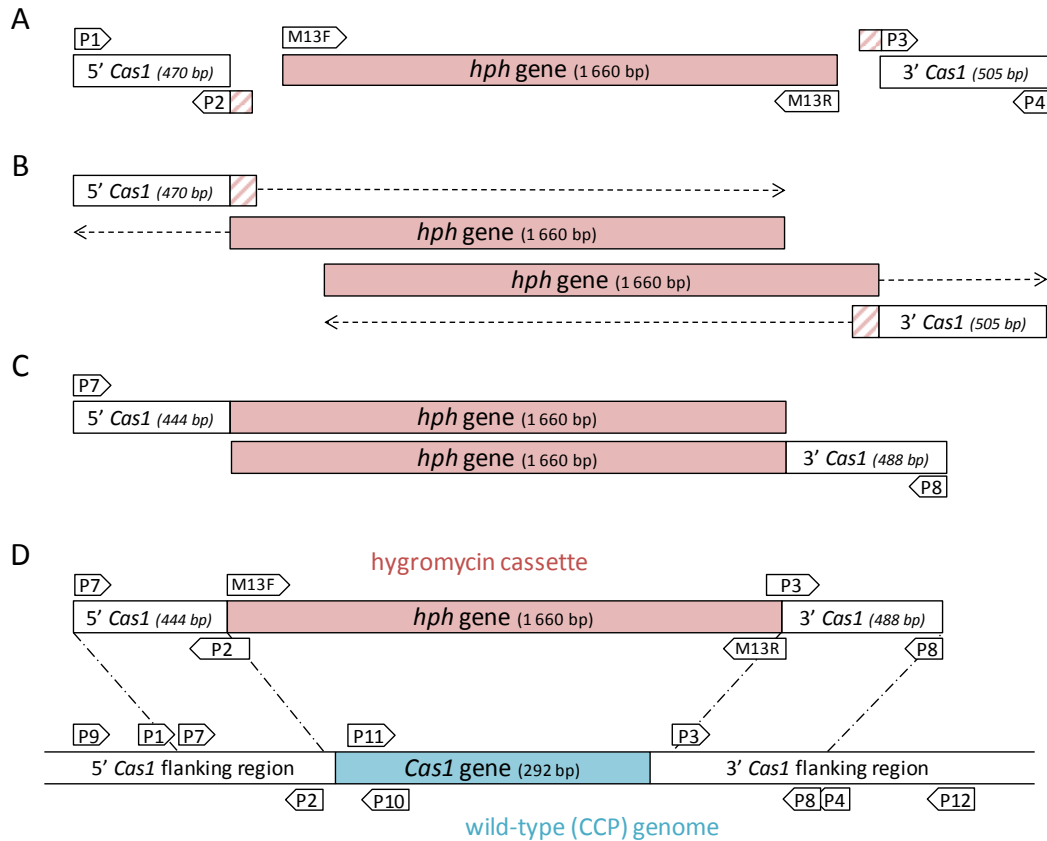 A
P1
M13F
P3
5' Cas1 (470 bp)
hph gene (1 660 bp)
3' Cas1 (505 bp)
P2
M13R
P4
B
5' Cas1 (470 bp)
hph gene (1 660 bp)
hph gene (1 660 bp)
3' Cas1 (505 bp)
C
P7
5' Cas1 (444 bp)
hph gene (1 660 bp)
hph gene (1 660 bp)
3' Cas1 (488 bp)
P8
D
hygromycin cassette
P7
M13F
P3
5' Cas1 (444 bp)
hph gene (1 660 bp)
3' Cas1 (488 bp)
P2
M13R
P8
P9
P1
P7
P11
P3
5' Cas1 flanking region
Cas1 gene (292 bp)
3' Cas1 flanking region
P2
P10
P8
P4
P12
wild-type (CCP) genome